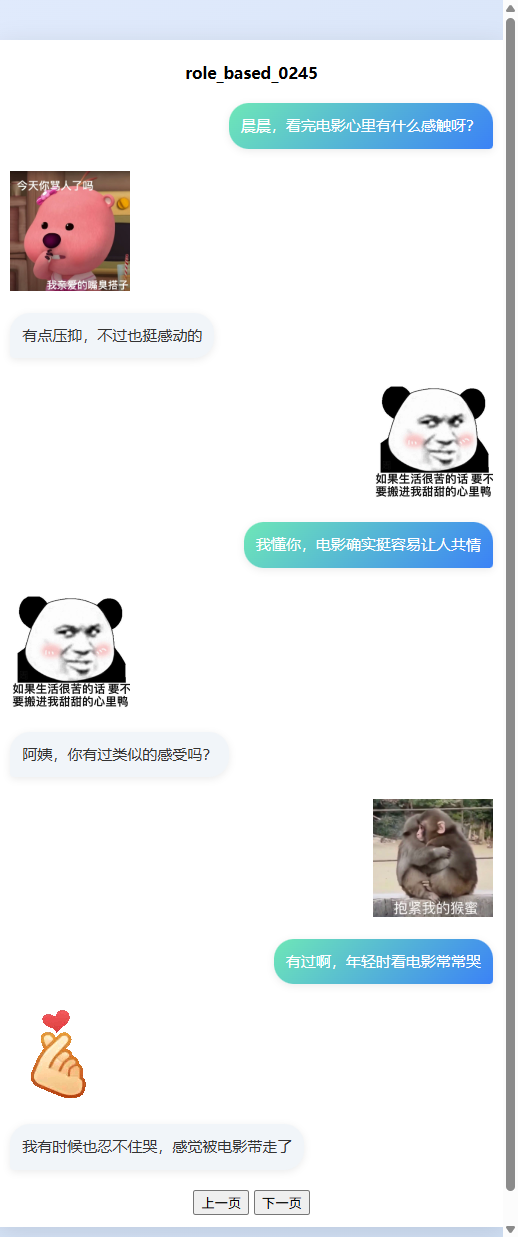 role_based_0245
晨晨，看完电影心里有什么感触呀？
今天你骂人了吗
我亲爱的嘴臭搭子
有点压抑，不过也挺感动的
如果生活很苦的话 要不
要搬进我甜甜的心里鸭
我懂你，电影确实挺容易让人共情
如果生活很苦的话 要不
要搬进我甜甜的心里鸭
阿姨，你有过类似的感受吗？
抱紧我的猴蜜
有过啊，年轻时看电影常常哭
我有时候也忍不住哭，感觉被电影带走了
上一页 下一页